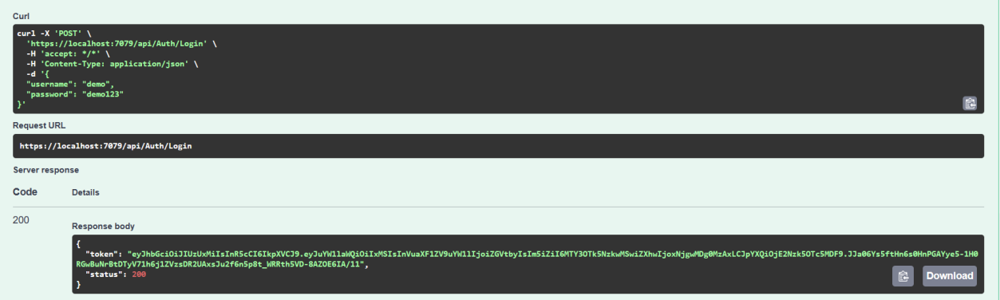 Curl
curl -X 'POST' \
'https://localhost:7079/api/Auth/Login' \
-H 'accept: */*' \
-H 'Content-Type: application/json' \
-d '{
"username": "demo",
"password": "demo123"
}'
Request URL
https://localhost:7079/api/Auth/Login
Server response
Code Details
200
Response body
{
"token": "eyJhbGciOiJIUzUxMiIsInR5cCI6IkpXVCJ9.eyJuYW1laWQiOiIxMSIsInVuaXF1ZV9uYW1lIjoiZGVtbyIsIm5iZiI6MTY3OTk5NzkwMSwiZXhwIjoxNjgwMDg0MzAxLCJpYXQiOjE2Nzk5OTc5MDF9.JJa06Ys5ftHn6s0HnPGAYye5-1H0
RGwBuNrBtDTyV71h6j1ZVzsDR2UAxsJu2f6n5p8t_WRRth5VD-8AZOE6IA/11",
"status": 200
}
Download